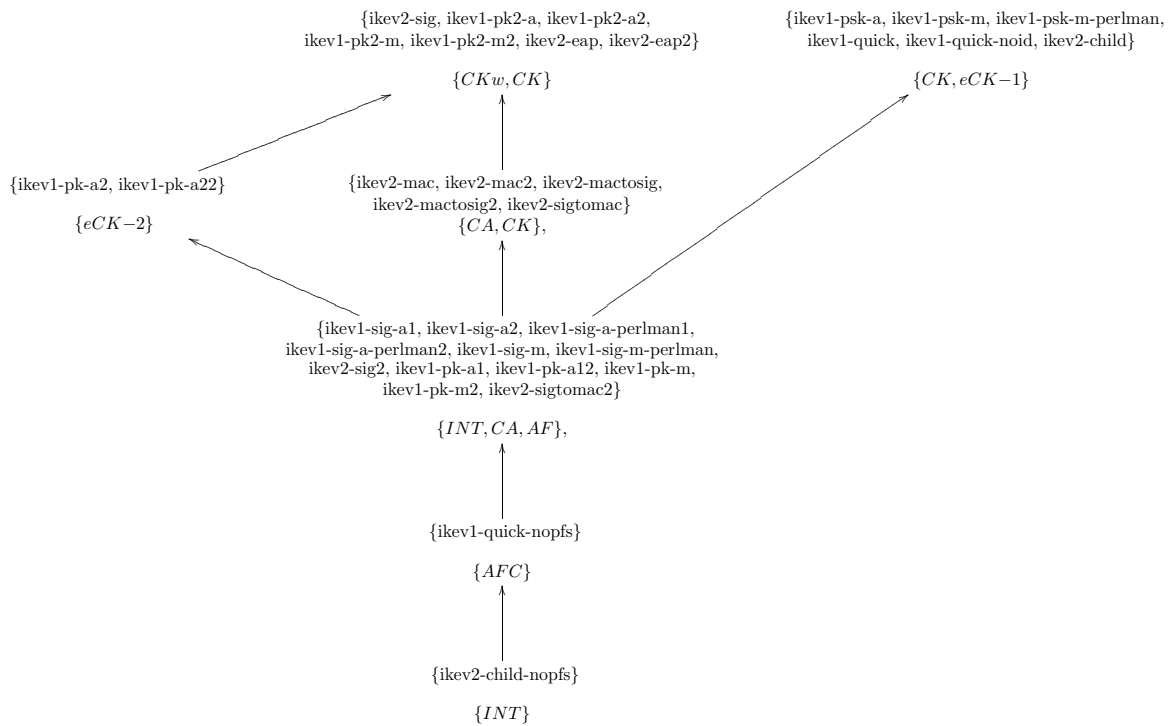 {ikev2-sig, ikev1-pk2-a, ikev1-pk2-a2,
ikev1-pk2-m, ikev1-pk2-m2, ikev2-eap, ikev2-eap2}
{CKw, CK}
{ikev1-psk-a, ikev1-psk-m, ikev1-psk-m-perlman,
ikev1-quick, ikev1-quick-noid, ikev2-child}
{CK, eCK−1}
{ikev1-pk-a2, ikev1-pk-a22}
{eCK−2}
{ikev2-mac, ikev2-mac2, ikev2-mactosig,
ikev2-mactosig2, ikev2-sigtomac}
{CA, CK},
{ikev1-sig-a1, ikev1-sig-a2, ikev1-sig-a-perlman1,
ikev1-sig-a-perlman2, ikev1-sig-m, ikev1-sig-m-perlman,
ikev2-sig2, ikev1-pk-a1, ikev1-pk-a12, ikev1-pk-m,
ikev1-pk-m2, ikev2-sigtomac2}
{INT, CA, AF},
{ikev1-quick-nopfs}
{AFC}
{ikev2-child-nopfs}
{INT}